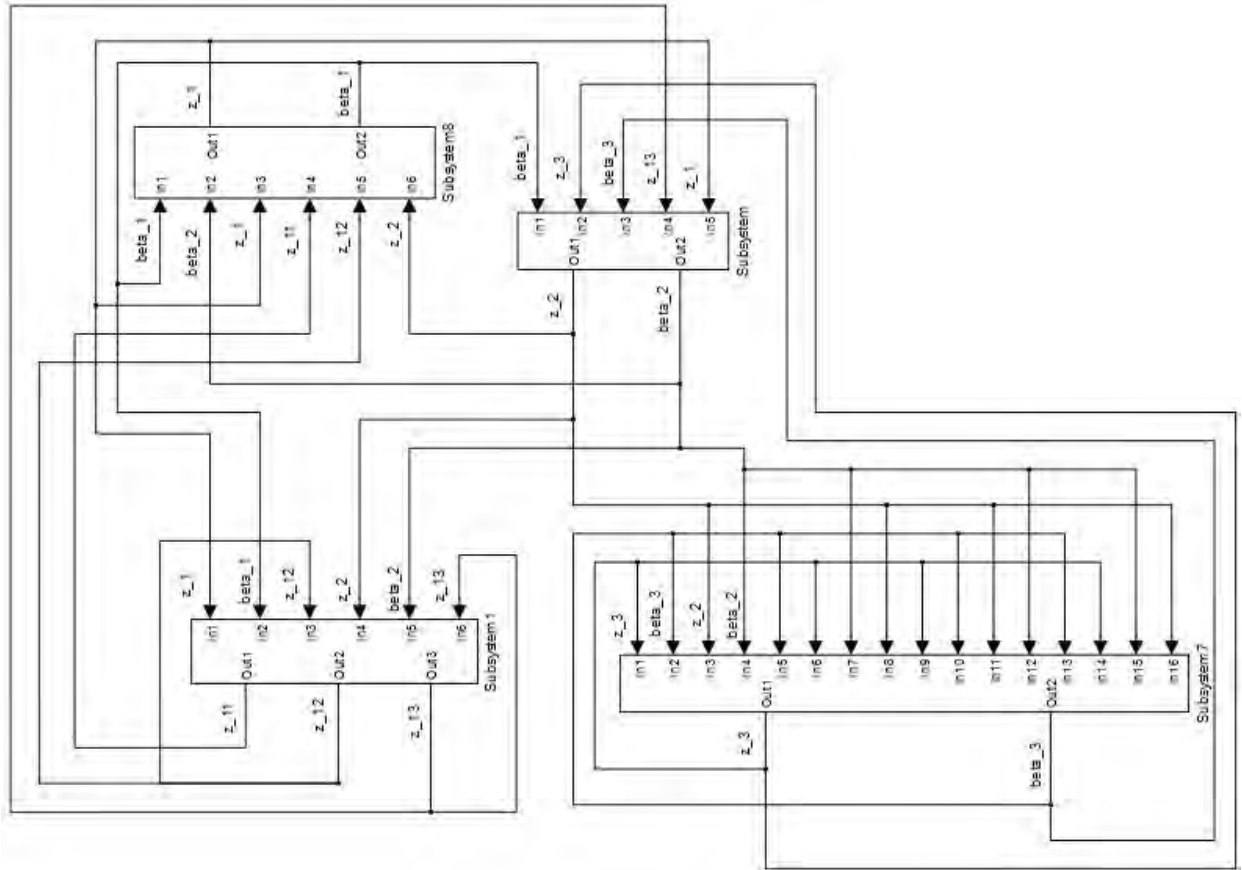 z_1
beta_1
Out1
Out2
In1
In2
In3
In4
In5
In6
Subsystem8
beta_1
beta_2
z_1
z_11
z_12
z_2
beta_1
z_3
beta_3
z_13
z_1
In1
In2
In3
In4
In5
Out1
Out2
Subsystem
z_2
beta_2
z_1
beta_1
z_12
z_2
beta_2
z_13
In1
In2
In3
In4
In5
In6
Out1
Out2
Out3
Subsystem1
z_11
z_12
z_13
z_3
beta_3
z_2
beta_2
In1
In2
In3
In4
In5
In6
In7
In8
In9
In10
In11
In12
In13
In14
In15
In16
Out1
Out2
Subsystem7
z_3
beta_3